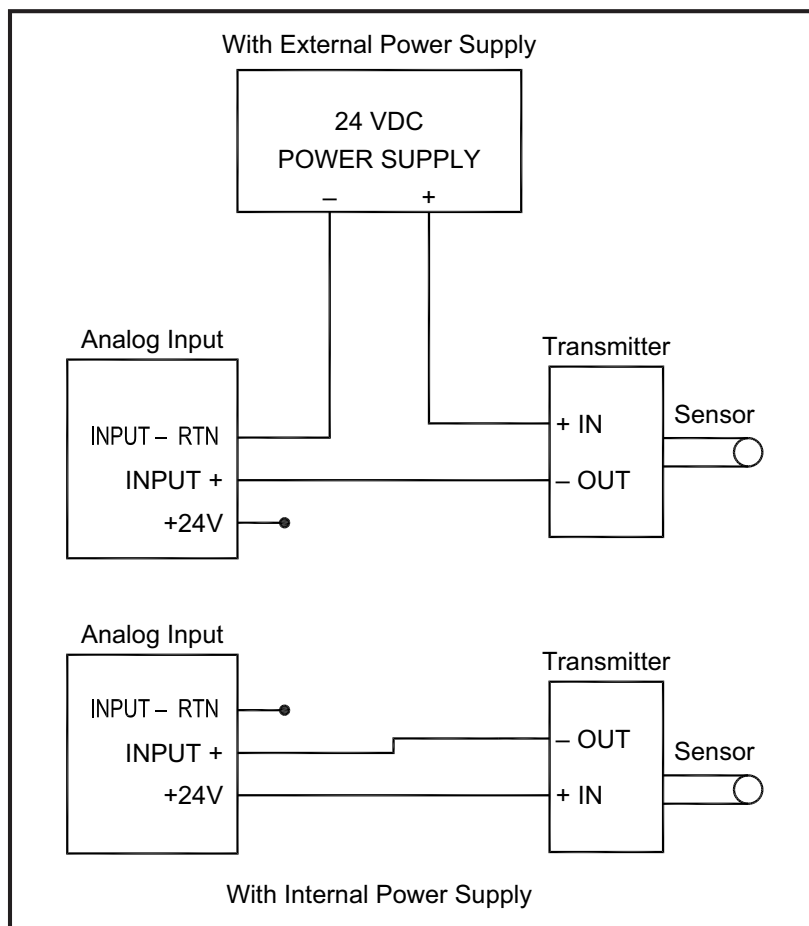 With External Power Supply
24 VDC
POWER SUPPLY
– +
Analog Input
INPUT – RTN
INPUT +
+24V
Transmitter
+ IN
– OUT
Sensor
Analog Input
INPUT – RTN
INPUT +
+24V
Transmitter
– OUT
+ IN
Sensor
With Internal Power Supply